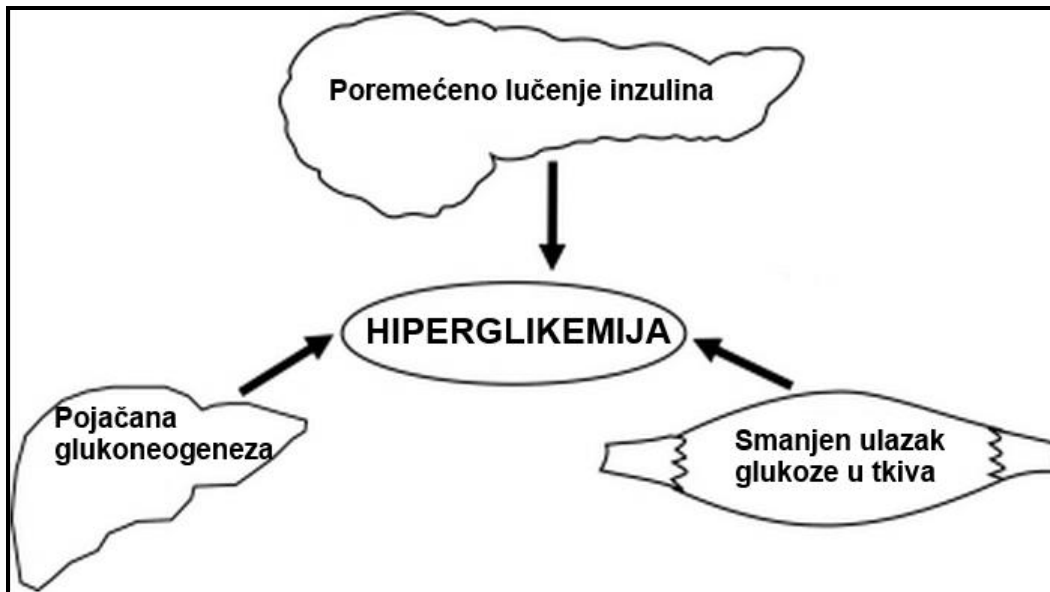 Poremećeno lučenje inzulina
HIPERGLIKEMIJA
Pojačana
glukoneogeneza
Smanjen ulazak
glukoze u tkiva